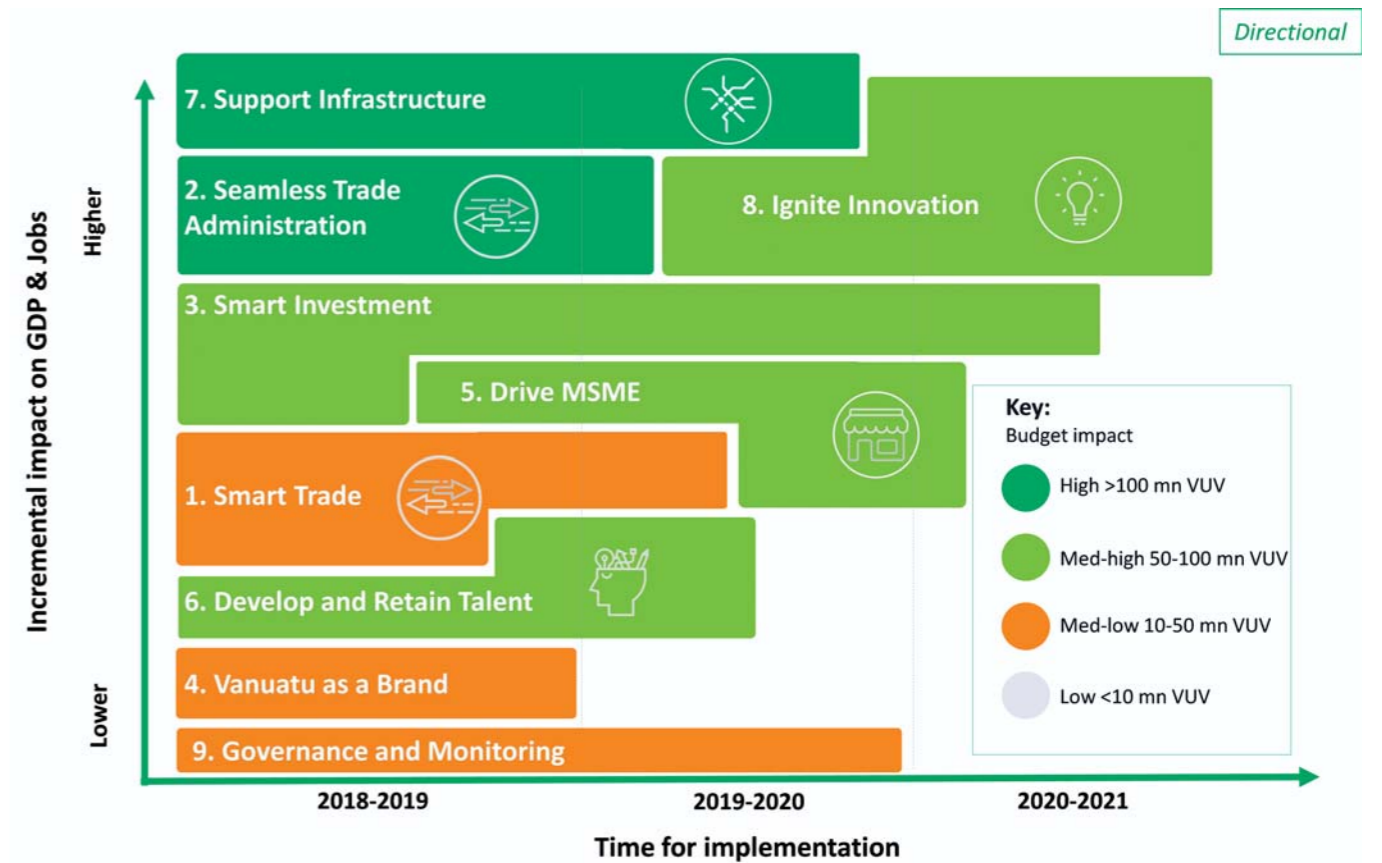 Directional
7. Support Infrastructure
2. Seamless Trade
Administration
8. Ignite Innovation
3. Smart Investment
5. Drive MSME
1. Smart Trade
6. Develop and Retain Talent
4. Vanuatu as a Brand
9. Governance and Monitoring
Key:
Budget impact
High >100 mn VUV
Med-high 50-100 mn VUV
Med-low 10-50 mn VUV
Low <10 mn VUV
Incremental impact on GDP & Jobs
Higher
Lower
2018-2019
2019-2020
2020-2021
Time for implementation